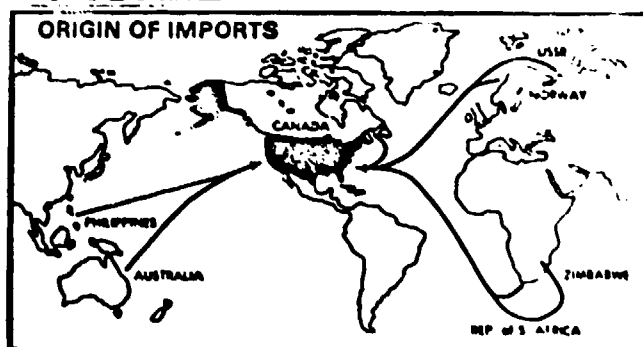 ORIGIN OF IMPORTS
USSR
NORWAY
CANADA
PHILIPPINES
AUSTRALIA
ZIMBABWE
REP of S. AFRICA